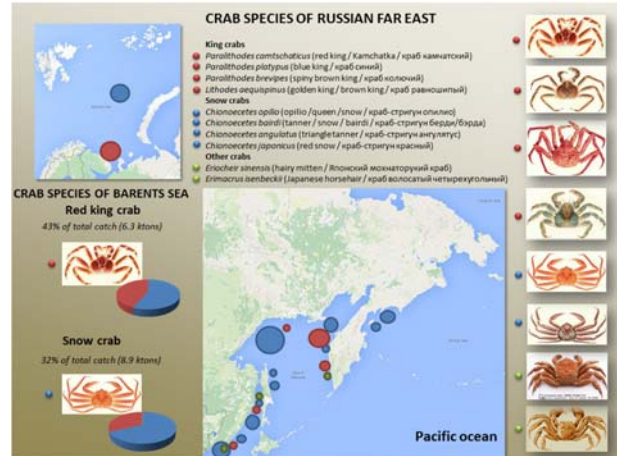 CRAB SPECIES OF RUSSIAN FAR EAST
King crabs
Paralithodes camtschaticus (red king / Kamchatka / краб камчатский)
Paralithodes platypus (blue king / краб синий)
Paralithodes brevipes (spiny brown king / краб колючий)
Lithodes aequispinus (golden king / brown king / краб равношипый)
Snow crabs
Chionoecetes opilio (opilio /queen /snow / краб-стригун опилио)
Chionoecetes bairdi (tanner / snow / bairdi / краб-стригун берди/бэрда)
Chionoecetes angulatus (triangle tanner / краб-стригун ангулятус)
Chionoecetes japonicus (red snow / краб-стригун красный)
Other crabs
Eriocheir sinensis (hairy mitten / Японский мохнаторукий краб)
Erimacrus isenbeckii (Japanese horsehair / краб волосатый четырехугольный)
CRAB SPECIES OF BARENTS SEA
Red king crab
43% of total catch (6.3 ktons)
Snow crab
32% of total catch (8.9 ktons)
Pacific ocean